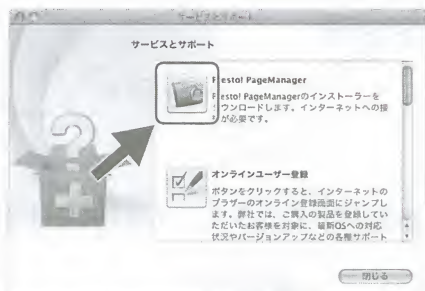 サービスとサポート
サービスとサポート
esto! PageManager
esto! PageManagerのインストーラーを
ウンロードします。インターネットへの接
が必要です。
オンラインユーザー登録
ボタンをクリックすると、インターネットの
ブラザーのオンライン登録画面にジャンプし
ます。弊社では、ご購入の製品を登録してい
ただいたお客様を対象に、最新OSへの対応
状況やバージョンアップなどの各種サポート
閉じる